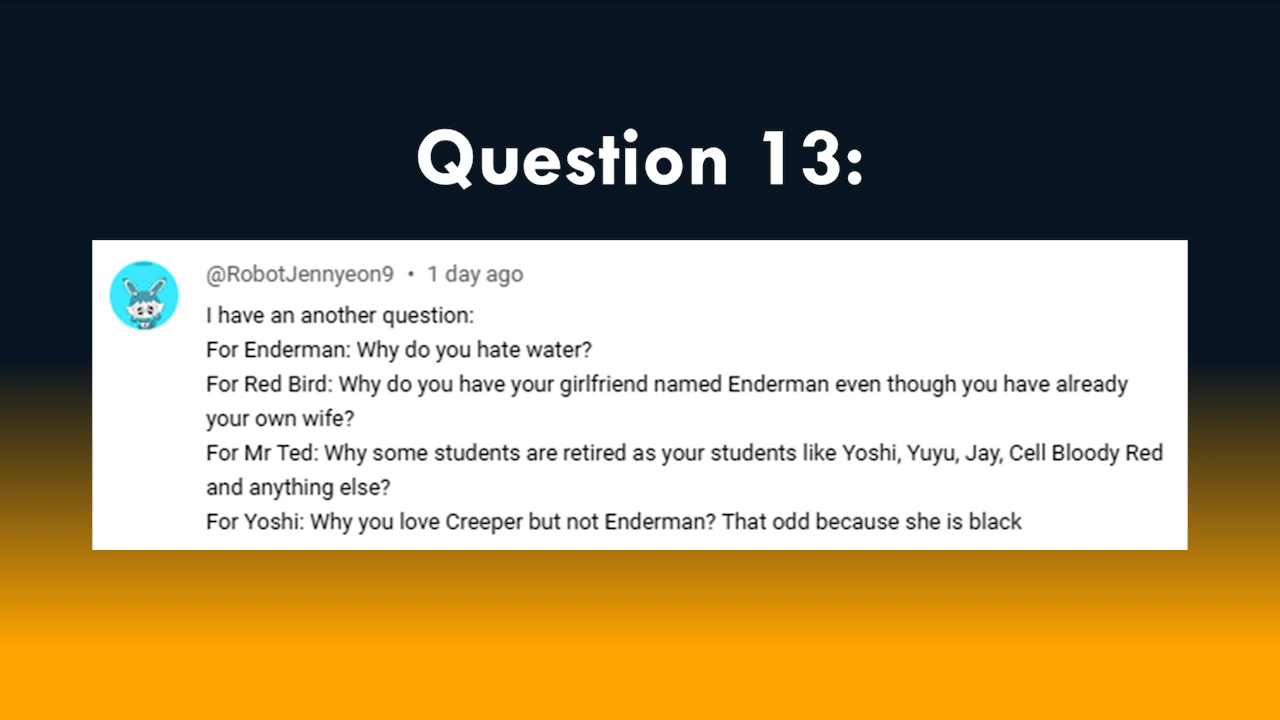 Question 13:
@RobotJennyeon9 • 1 day ago
I have an another question:
For Enderman: Why do you hate water?
For Red Bird: Why do you have your girlfriend named Enderman even though you have already
your own wife?
For Mr Ted: Why some students are retired as your students like Yoshi, Yuyu, Jay, Cell Bloody Red
and anything else?
For Yoshi: Why you love Creeper but not Enderman? That odd because she is black